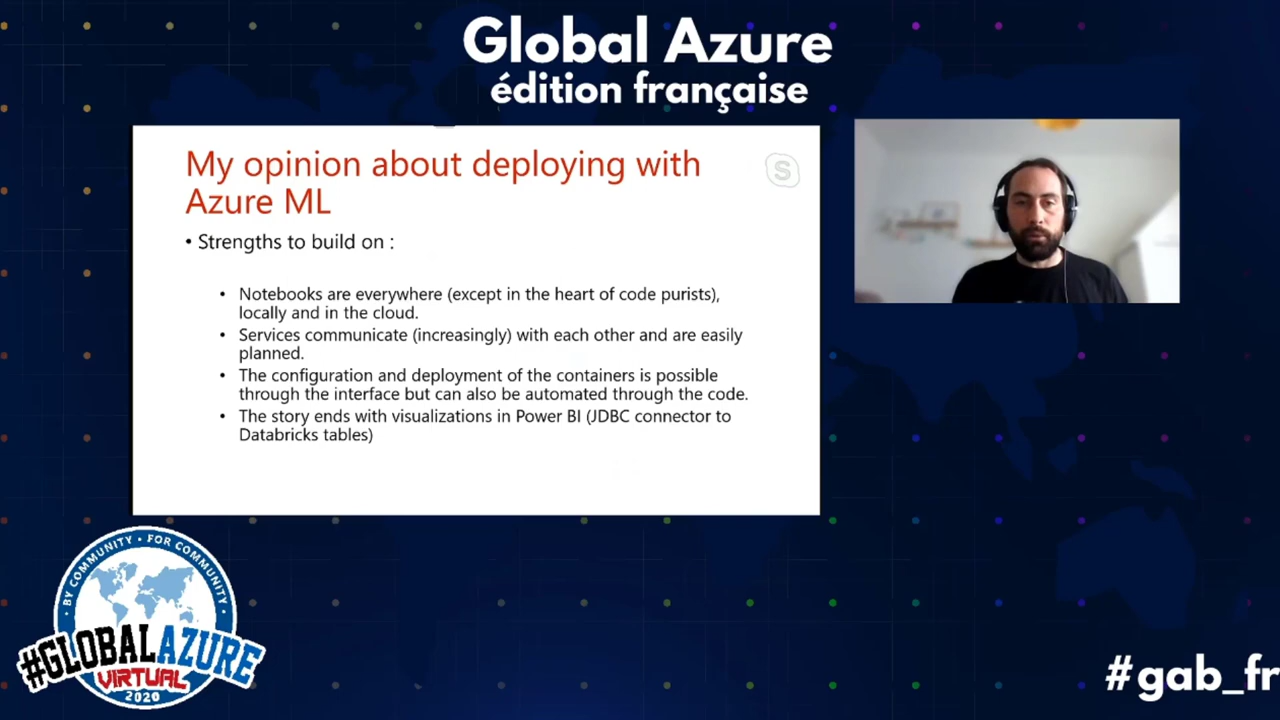 Global Azure
édition française
My opinion about deploying with
Azure ML
S
• Strengths to build on :
• Notebooks are everywhere (except in the heart of code purists),
locally and in the cloud.
• Services communicate (increasingly) with each other and are easily
planned.
• The configuration and deployment of the containers is possible
through the interface but can also be automated through the code.
• The story ends with visualizations in Power BI (JDBC connector to
Databricks tables)
• BY COMMUNITY • FOR COMMUNITY •
#GLOBALAZURE
VIRTUAL
2020
#gab_fr